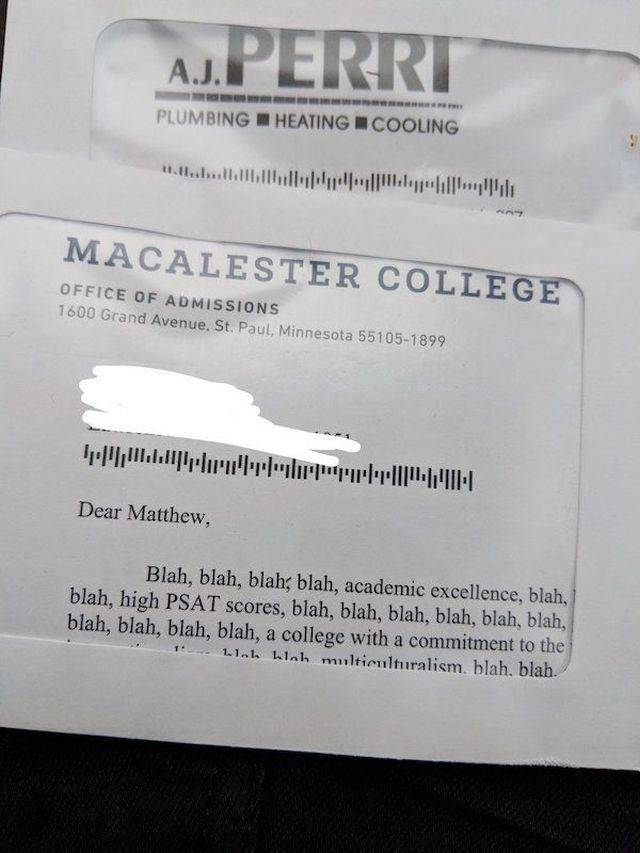 A.J. PERRI
PLUMBING ■ HEATING ■ COOLING
MACALESTER COLLEGE
OFFICE OF ADMISSIONS
1600 Grand Avenue, St. Paul, Minnesota 55105-1899
Dear Matthew,
Blah, blah, blah; blah, academic excellence, blah,
blah, high PSAT scores, blah, blah, blah, blah, blah, blah,
blah, blah, blah, blah, a college with a commitment to the
blah blah multiculturalism, blah, blah.